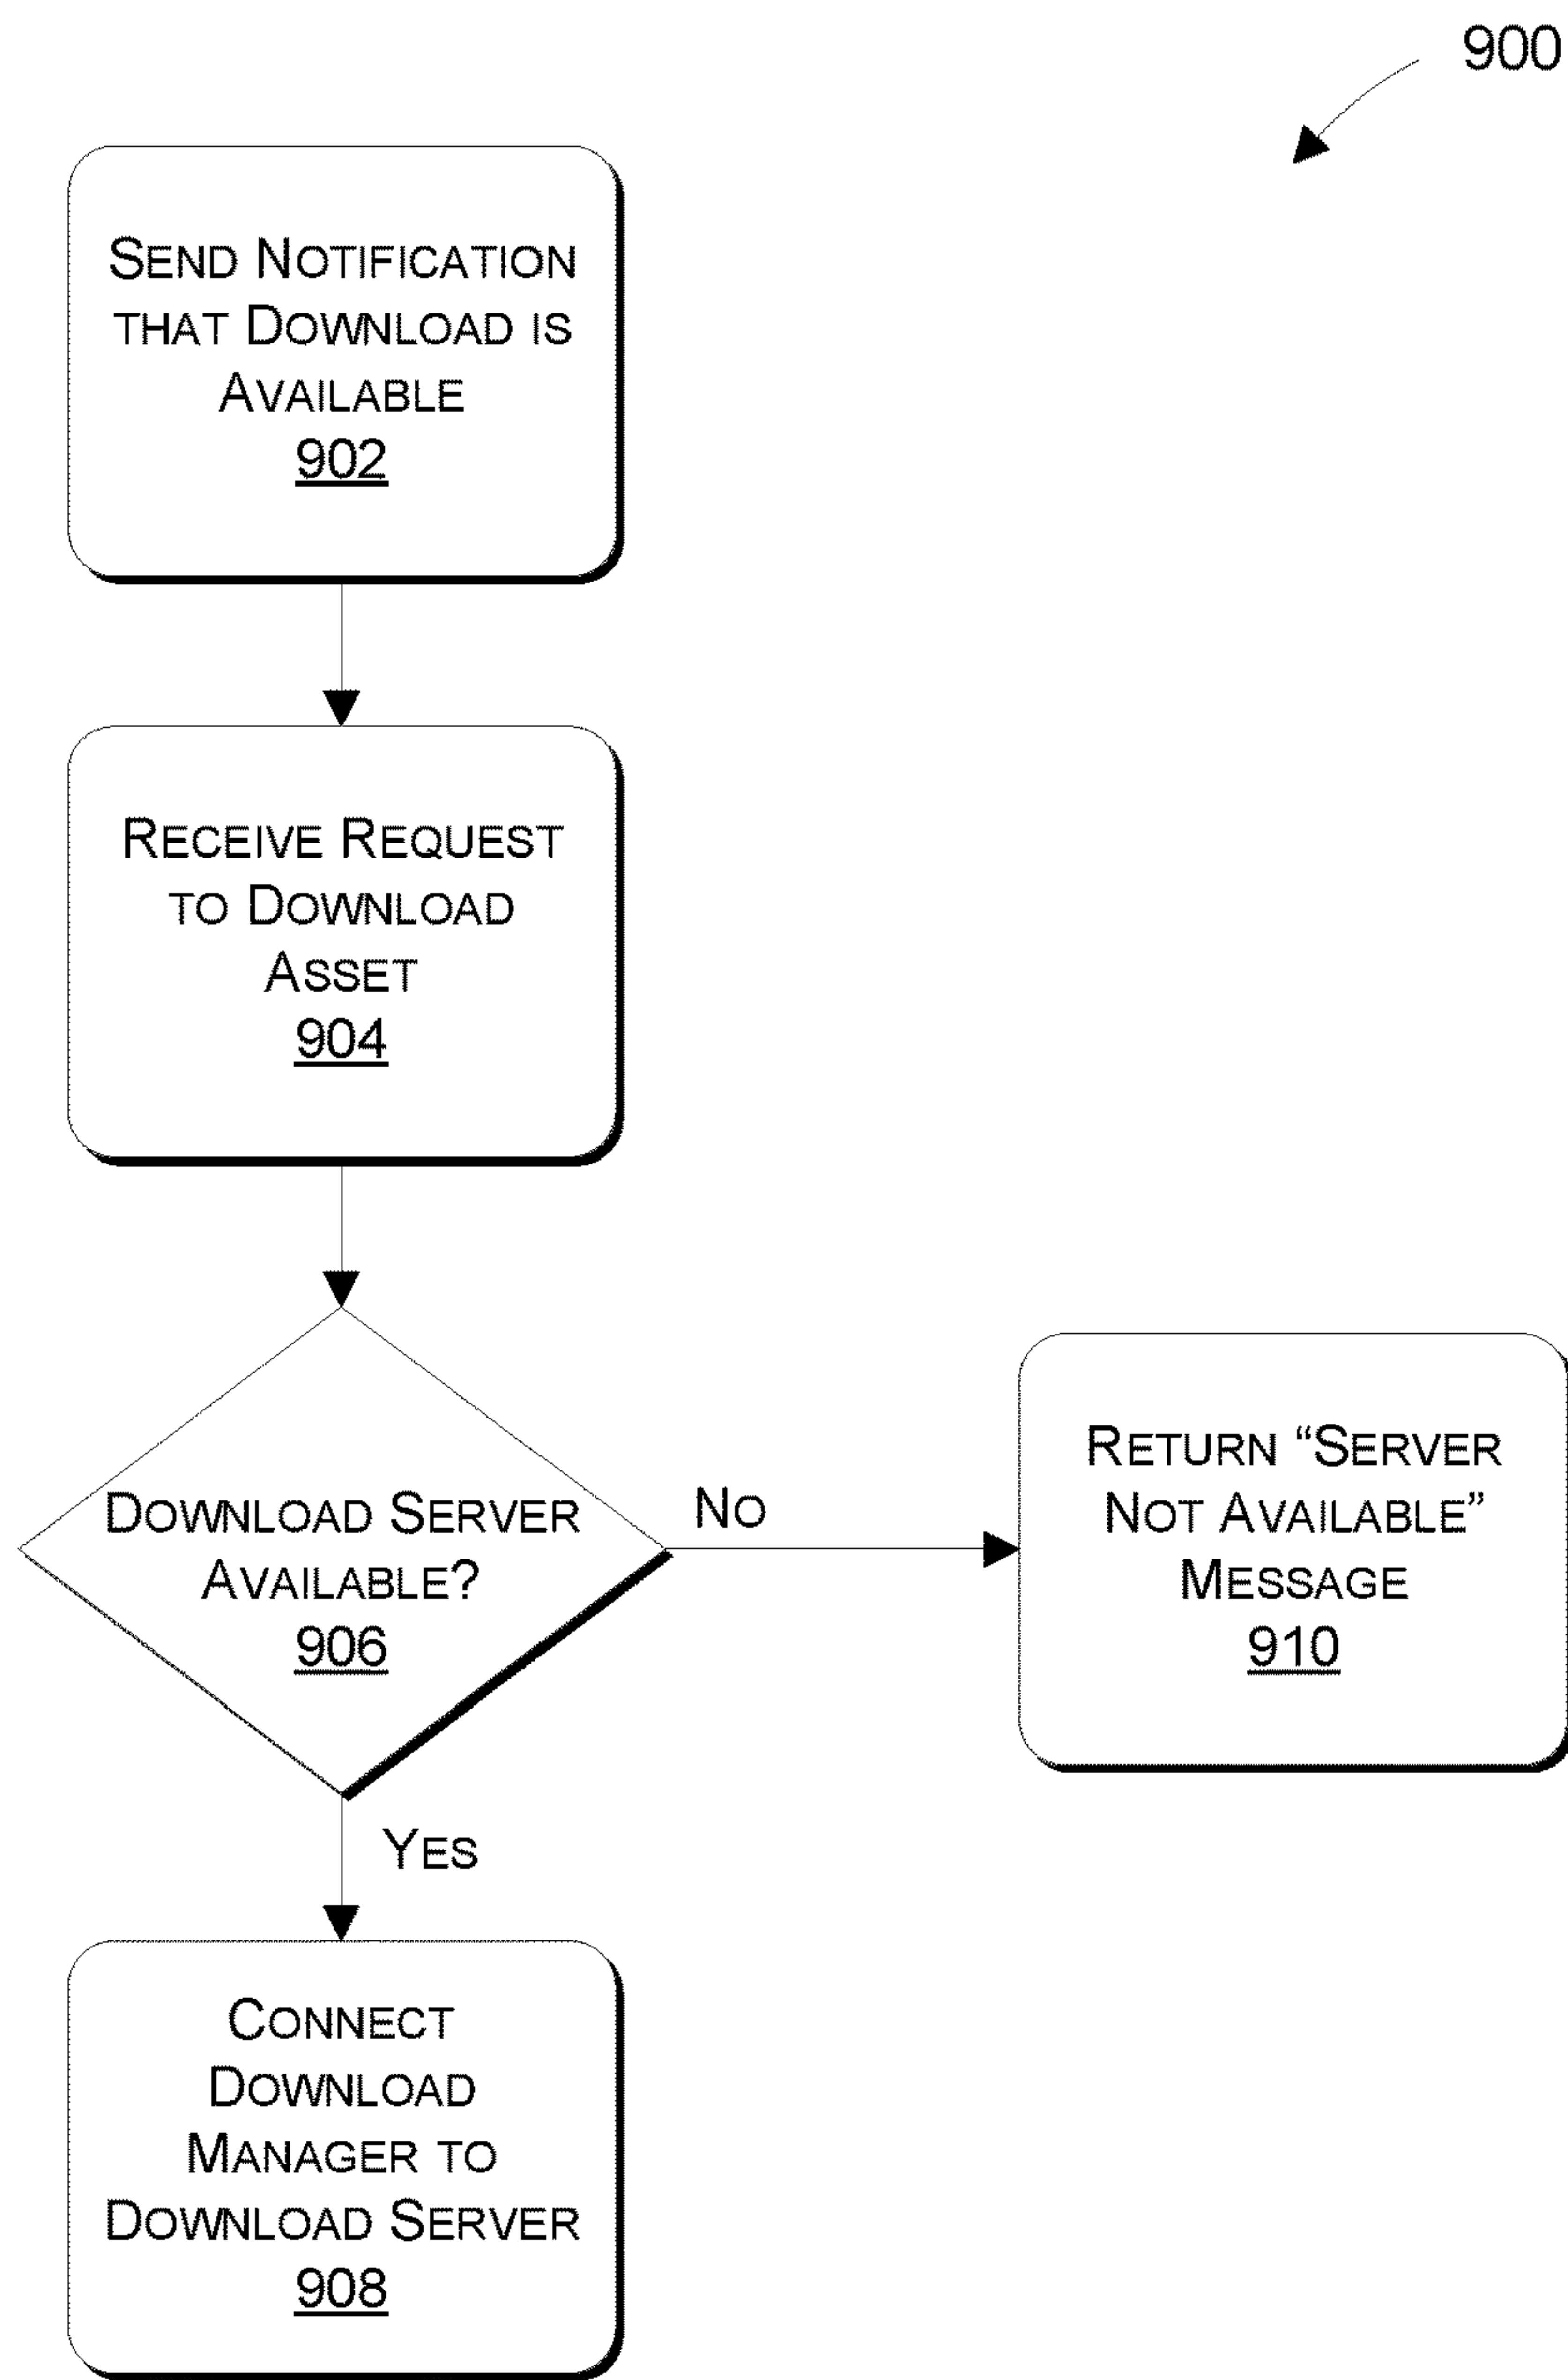 900
Send Notification
that Download is
Available
902
Receive Request
to Download
Asset
904
Download Server
Available?
906
No
Return “Server
Not Available”
Message
910
Yes
Connect
Download
Manager to
Download Server
908